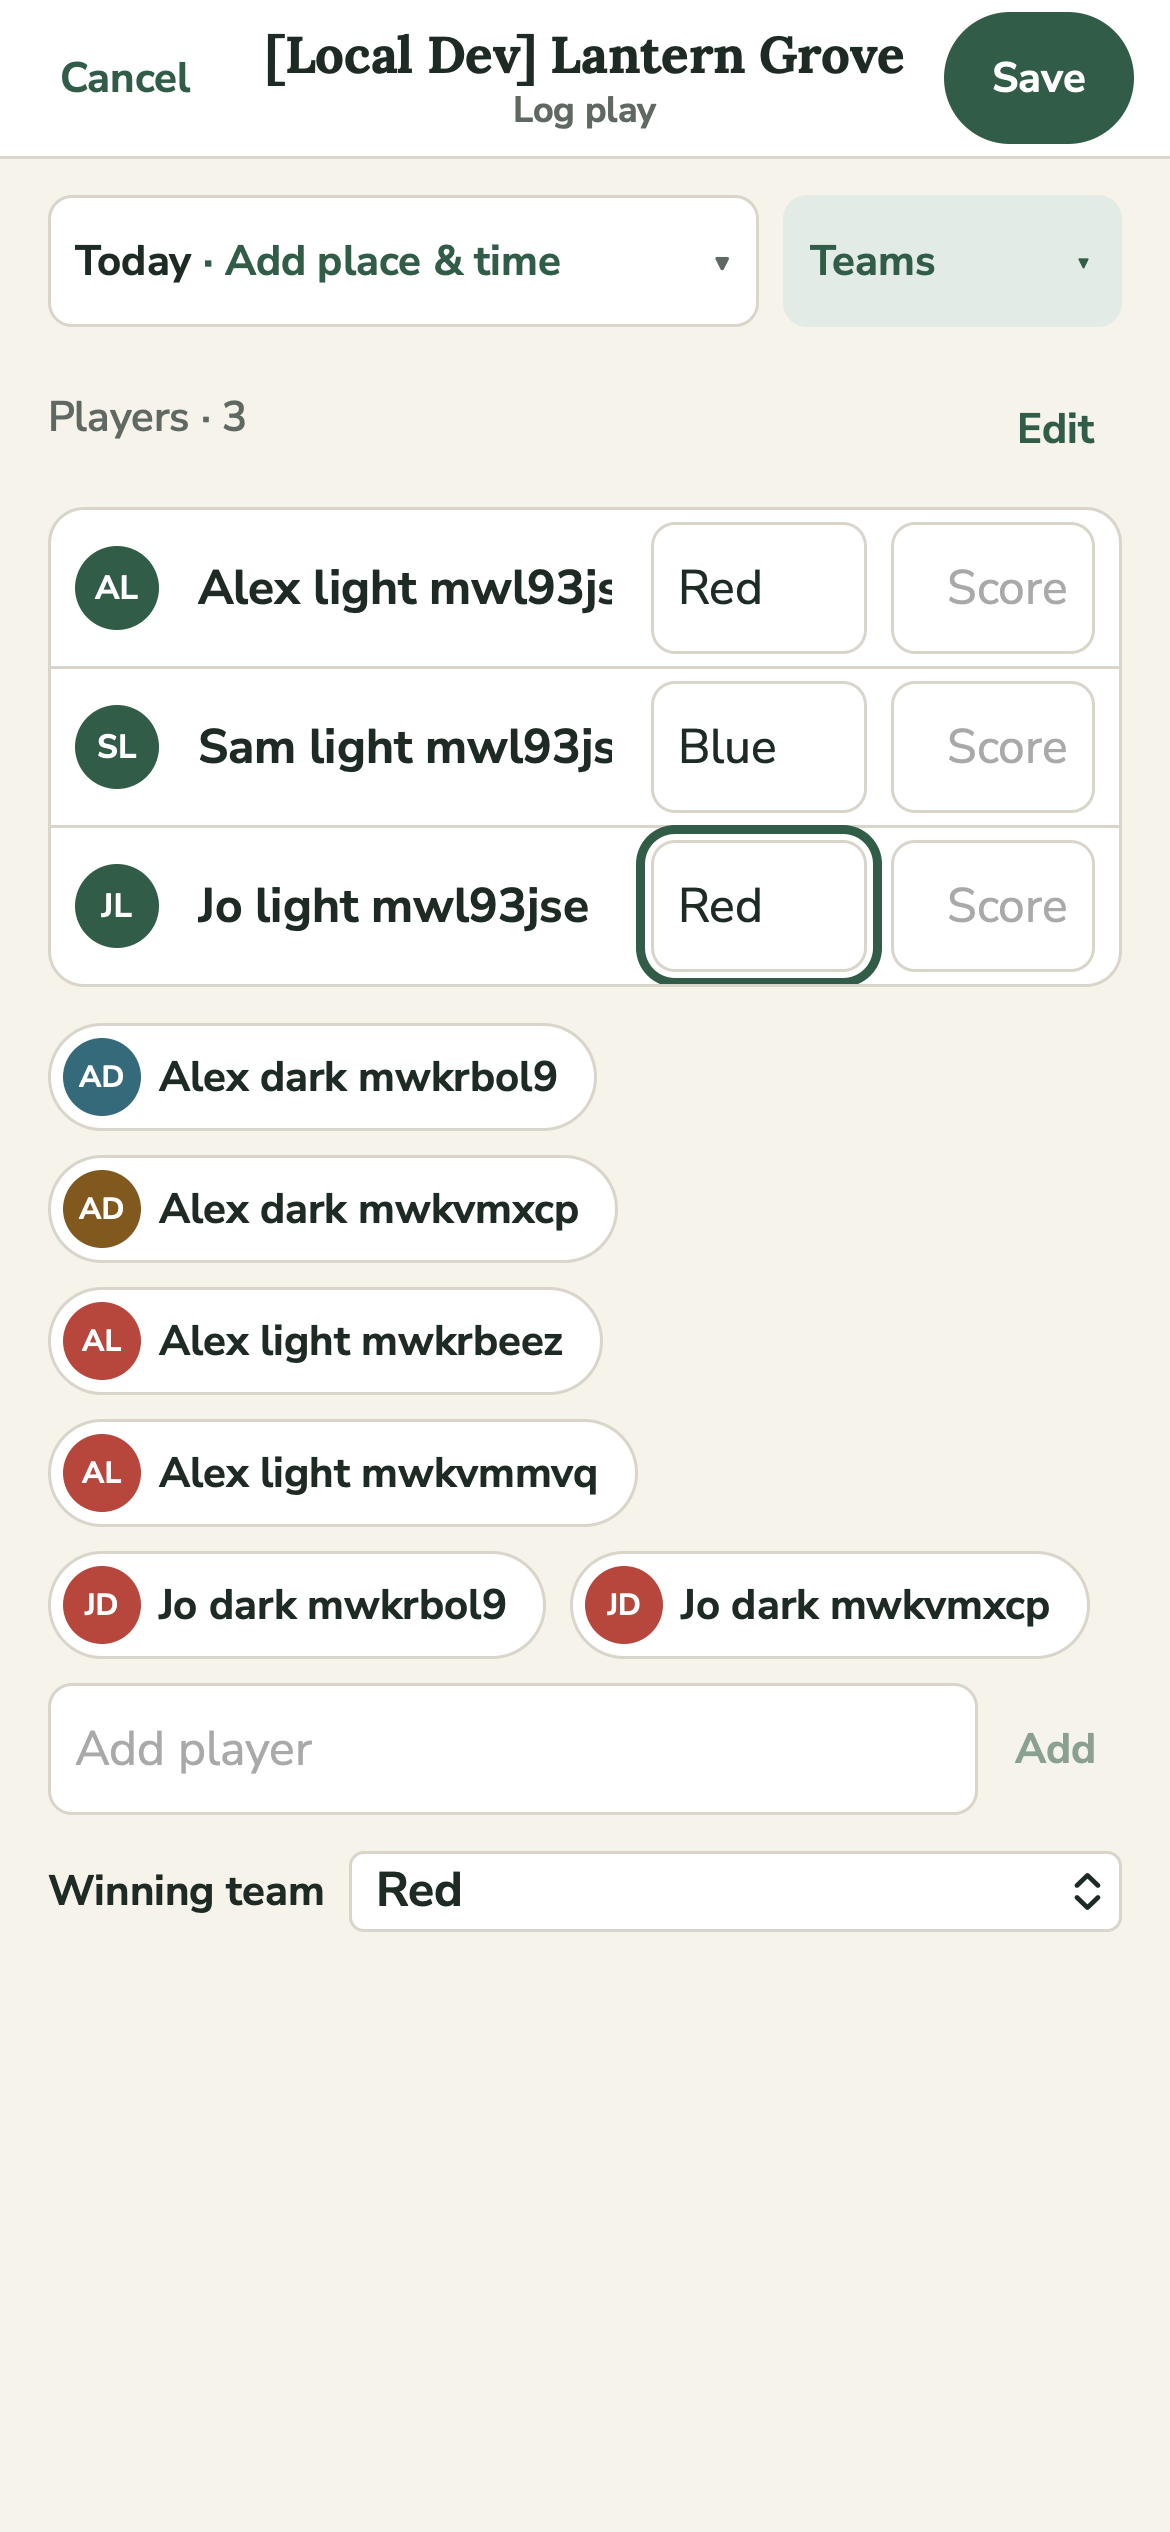 Cancel
[Local Dev] Lantern Grove
Log play
Save
Today · Add place & time ▾
Teams ▾
Players · 3
Edit
AL Alex light mwl93js Red Score
SL Sam light mwl93js Blue Score
JL Jo light mwl93jse Red Score
AD Alex dark mwkrbol9
AD Alex dark mwkvmxcp
AL Alex light mwkrbeez
AL Alex light mwkvmmvq
JD Jo dark mwkrbol9
JD Jo dark mwkvmxcp
Add player
Add
Winning team Red